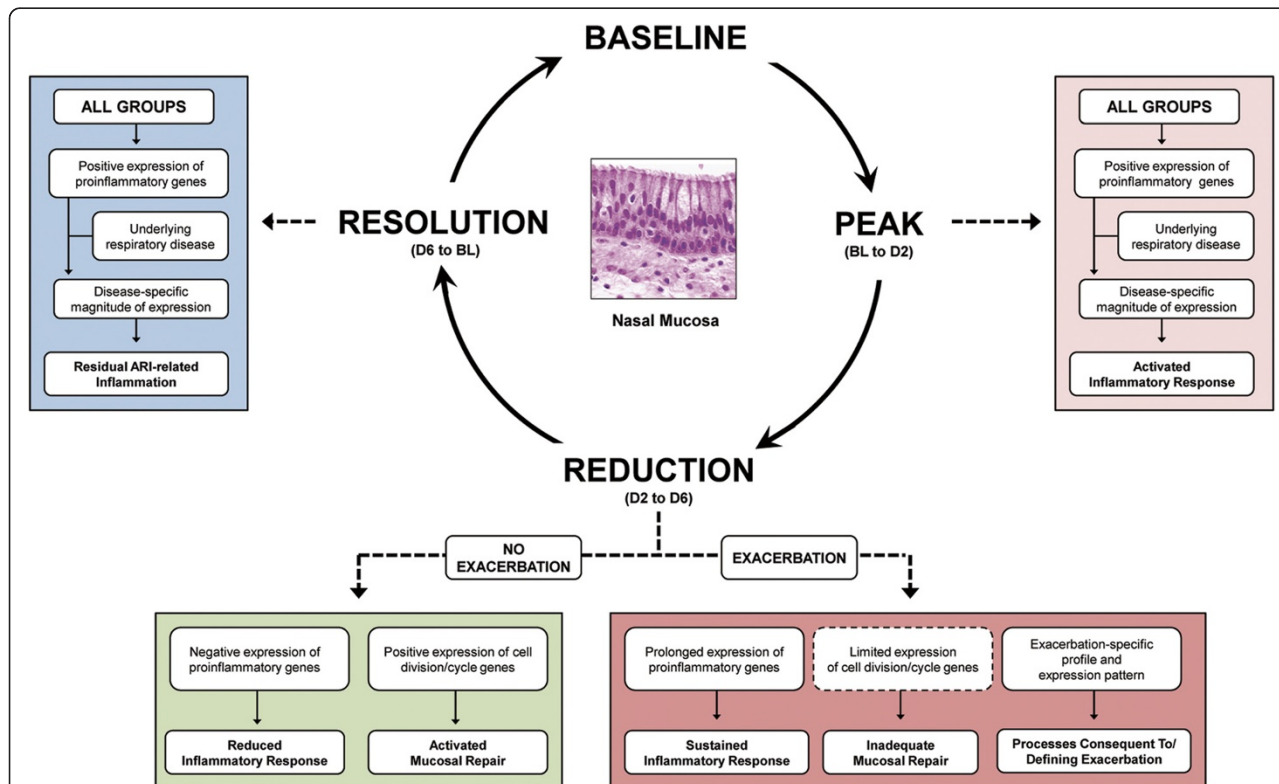 BASELINE
ALL GROUPS
Positive expression of
proinflammatory genes
Underlying
respiratory disease
Disease-specific
magnitude of expression
Residual ARI-related
Inflammation
RESOLUTION
(D6 to BL)
Nasal Mucosa
PEAK
(BL to D2)
ALL GROUPS
Positive expression of
proinflammatory genes
Underlying
respiratory disease
Disease-specific
magnitude of expression
Activated
Inflammatory Response
REDUCTION
(D2 to D6)
NO
EXACERBATION
EXACERBATION
Negative expression of
proinflammatory genes
Positive expression of cell
division/cycle genes
Reduced
Inflammatory Response
Activated
Mucosal Repair
Prolonged expression of
proinflammatory genes
Limited expression
of cell division/cycle genes
Exacerbation-specific
profile and
expression pattern
Sustained
Inflammatory Response
Inadequate
Mucosal Repair
Processes Consequent To/
Defining Exacerbation